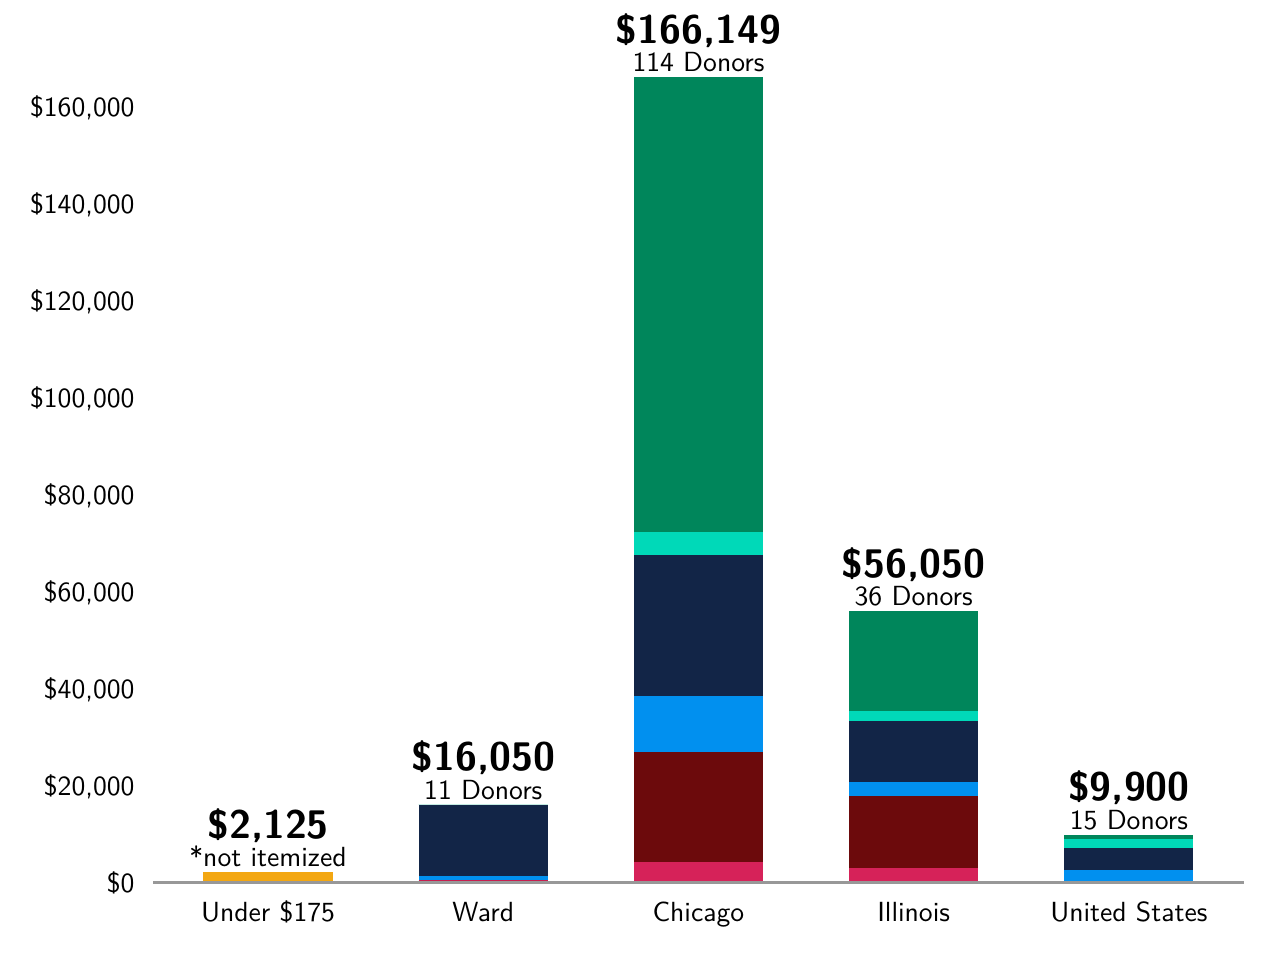 $166,149
114 Donors
$160,000
$140,000
$120,000
$100,000
$80,000
$56,050
$60,000
36 Donors
$40,000
$16,050
$20,000
11 Donors
$9,900
15 Donors
$2,125
*not itemized
$0
Under $175
Ward
Chicago
Illinois
United States